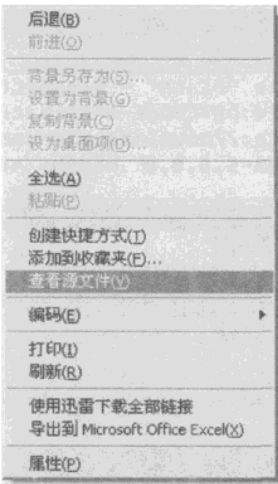 后退(B)
前进(O)
背景另存为(S)...
设置为背景(G)
复制背景(C)
设为桌面项(D)...
全选(A)
粘贴(P)
创建快捷方式(T)
添加到收藏夹(F)...
查看源文件(V)
编码(E)
打印(I)
刷新(R)
使用迅雷下载全部链接
导出到 Microsoft Office Excel(X)
属性(P)